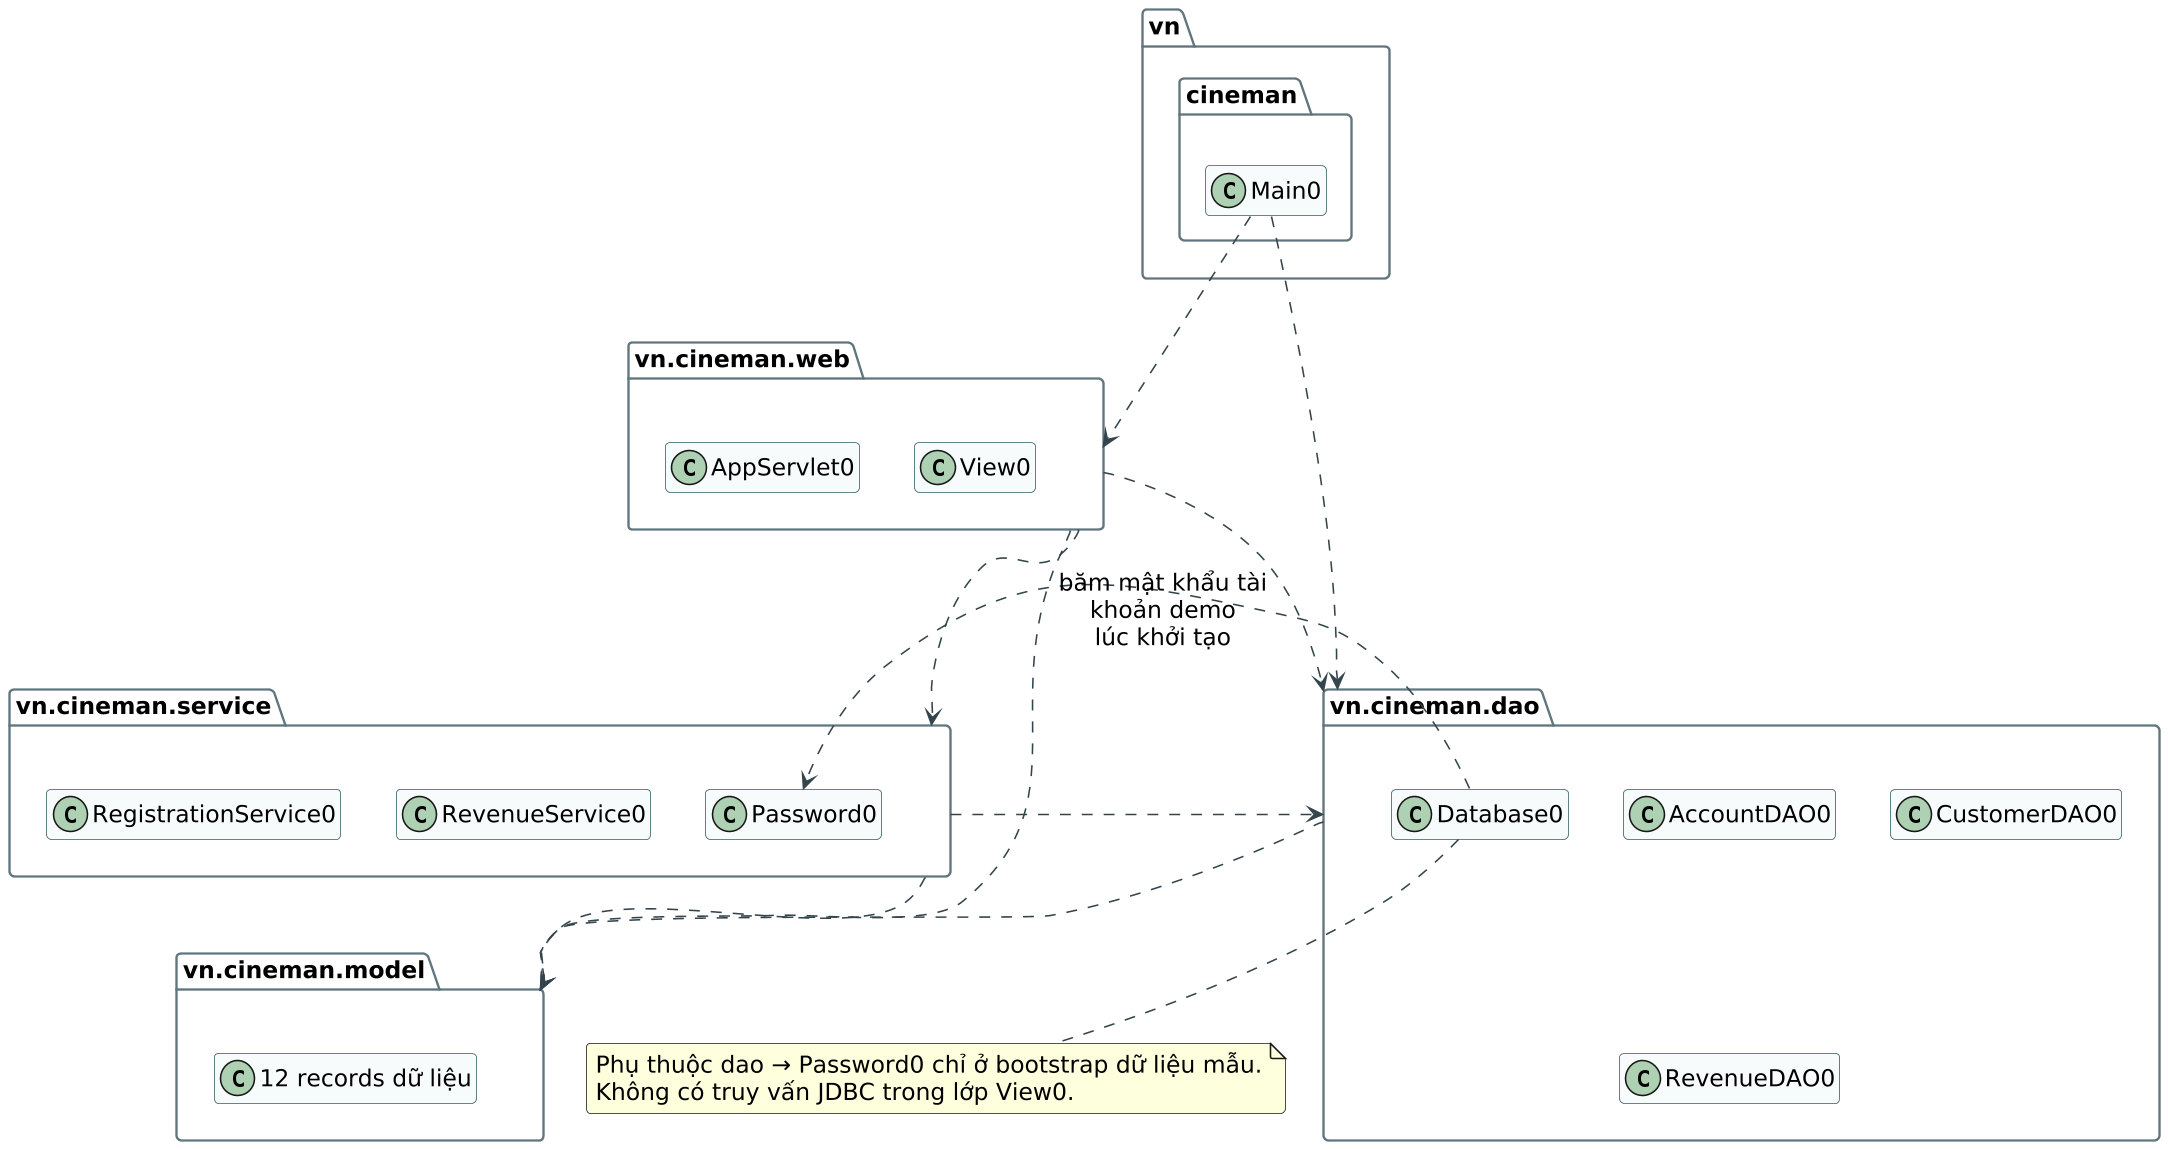 vn
cineman
C Main0
vn.cineman.web
C AppServlet0
C View0
băm mật khẩu tài
khoản demo
lúc khởi tạo
vn.cineman.service
C RegistrationService0
C RevenueService0
C Password0
vn.cineman.dao
C Database0
C AccountDAO0
C CustomerDAO0
C RevenueDAO0
vn.cineman.model
C 12 records dữ liệu
Phụ thuộc dao → Password0 chỉ ở bootstrap dữ liệu mẫu.
Không có truy vấn JDBC trong lớp View0.